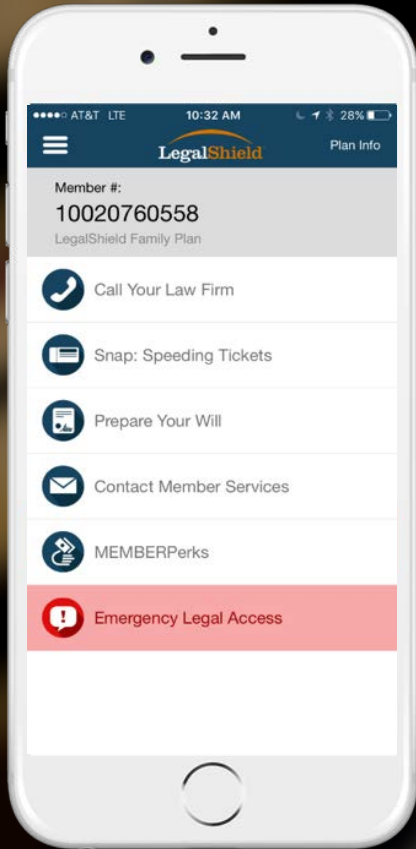 AT&T LTE 10:32 AM 28%
LegalShield Plan Info
Member #:
10020760558
LegalShield Family Plan
Call Your Law Firm
Snap: Speeding Tickets
Prepare Your Will
Contact Member Services
MEMBERPerks
Emergency Legal Access